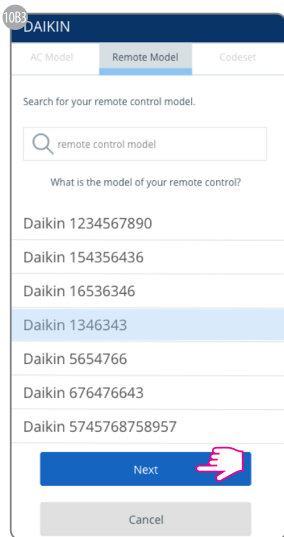 10B3
DAIKIN
AC Model Remote Model Codeset
Search for your remote control model.
remote control model
What is the model of your remote control?
Daikin 1234567890
Daikin 154356436
Daikin 16536346
Daikin 1346343
Daikin 5654766
Daikin 676476643
Daikin 5745768758957
Next
Cancel